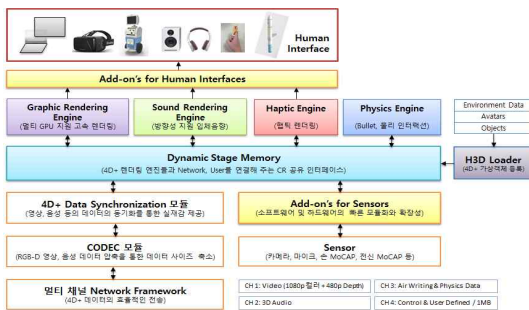 Human
Interface
Add-on's for Human Interfaces
Graphic Rendering
Engine
(멀티 GPU 지원 고속 렌더링)
Sound Rendering
Engine
(방향성 지원 입체음향)
Haptic Engine
(햅틱 렌더링)
Physics Engine
(Bullet, 물리 인터랙션)
Environment Data
Avatars
Objects
Dynamic Stage Memory
(4D+ 렌더링 엔진들과 Network, User를 연결해 주는 CR 공유 인터페이스)
H3D Loader
(4D+ 가상객체 등록)
4D+ Data Synchronization 모듈
(영상, 음성 등의 데이터의 동기화를 통한 실재감 제공)
Add-on's for Sensors
(소프트웨어 및 하드웨어의 빠른 모듈화와 확장성)
CODEC 모듈
(RGB-D 영상, 음성 데이터 압축을 통한 데이터 사이즈 축소)
Sensor
(카메라, 마이크, 손 MoCAP, 전신 MoCAP 등)
멀티 채널 Network Framework
(4D+ 데이터의 효율적인 전송)
CH 1: Video (1080p 컬러 + 480p Depth)
CH 3: Air Writing & Physics Data
CH 2: 3D Audio
CH 4: Control & User Defined / 1MB